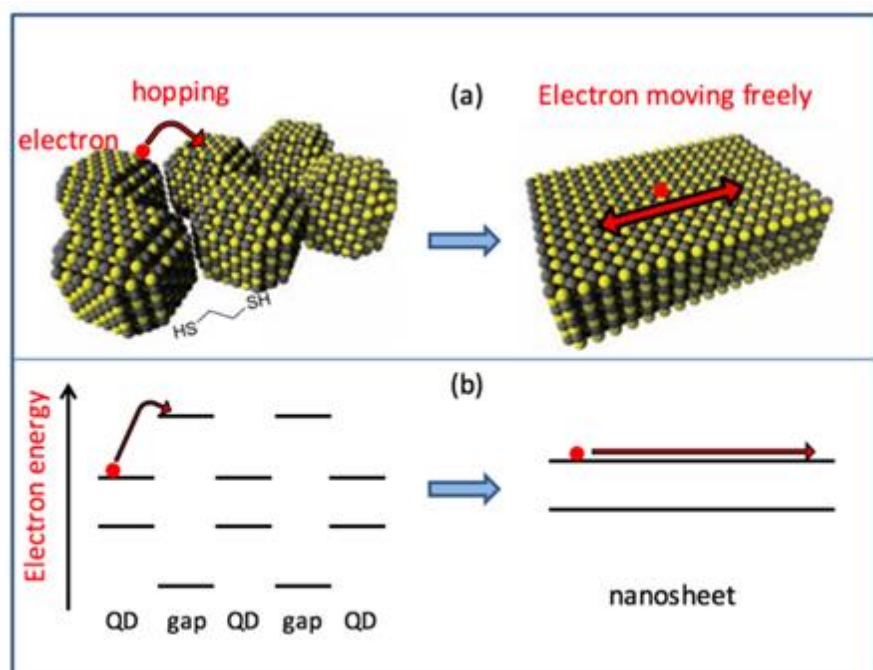 hopping
(a)
Electron moving freely
electron
SH
HS
(b)
Electron energy
QD gap QD gap QD
nanosheet